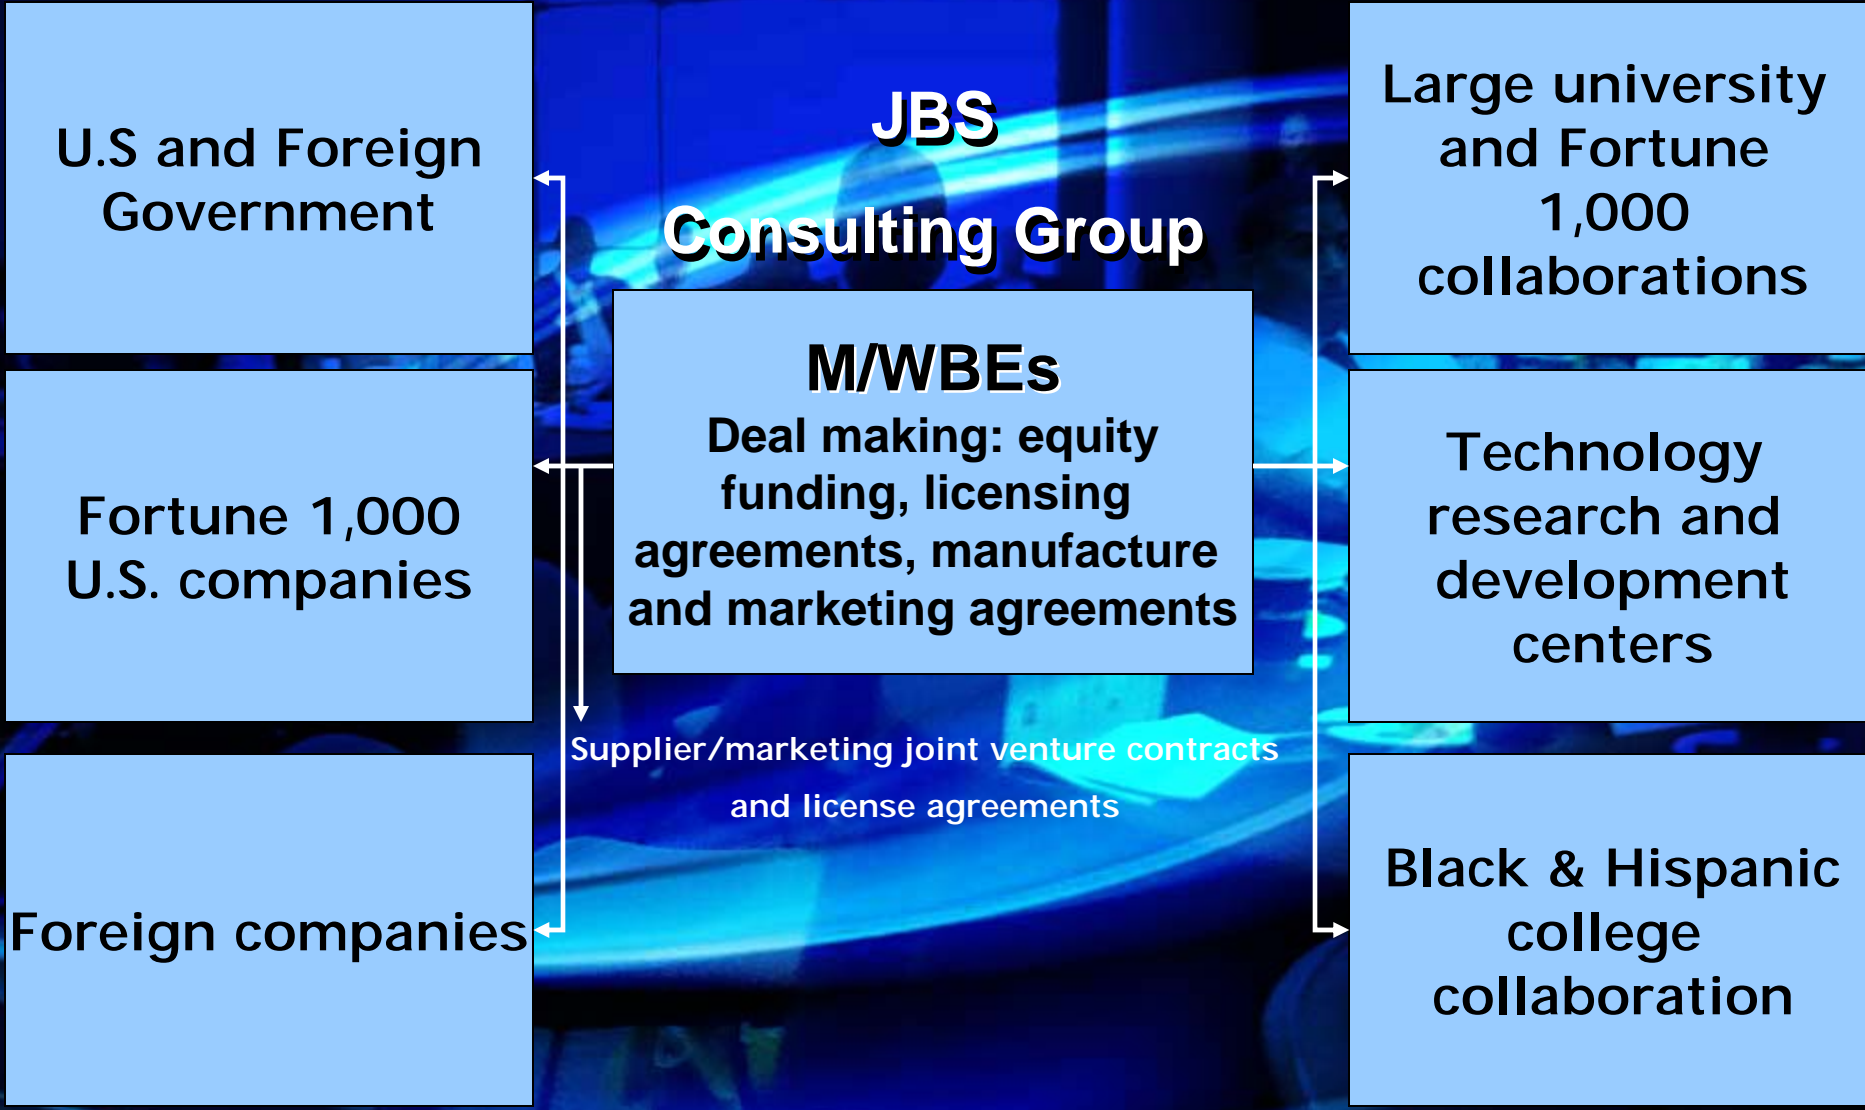 U.S and Foreign
Government
Fortune 1,000
U.S. companies
Foreign companies
JBS
Consulting Group
M/WBEs
Deal making: equity
funding, licensing
agreements, manufacture
and marketing agreements
Supplier/marketing joint venture contracts
and license agreements
Large university
and Fortune
1,000
collaborations
Technology
research and
development
centers
Black & Hispanic
college
collaboration